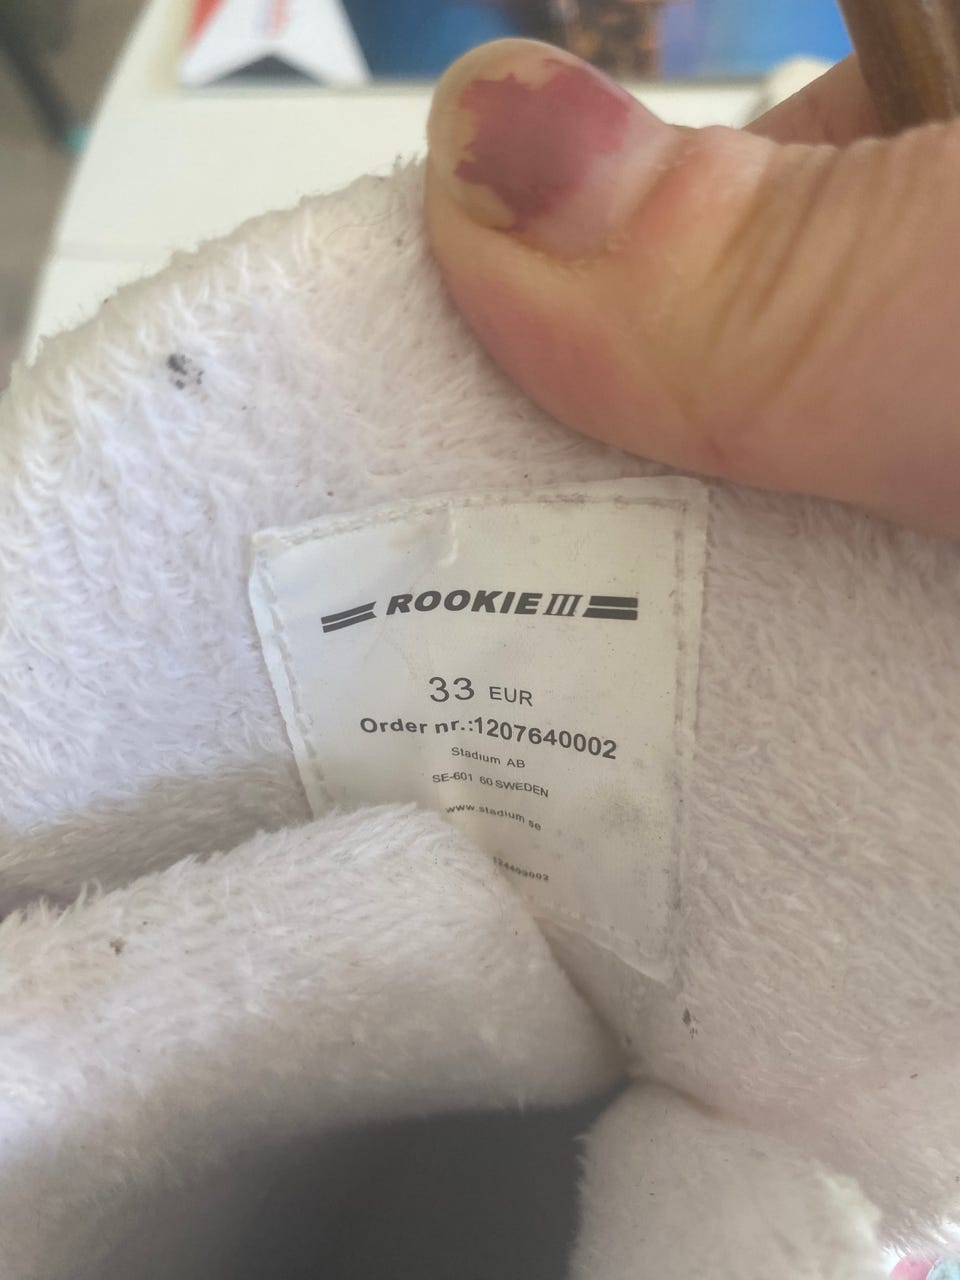 ROOKIE III
33 EUR
Order nr.:1207640002
Stadium AB
SE-601 60 SWEDEN
www.stadium se